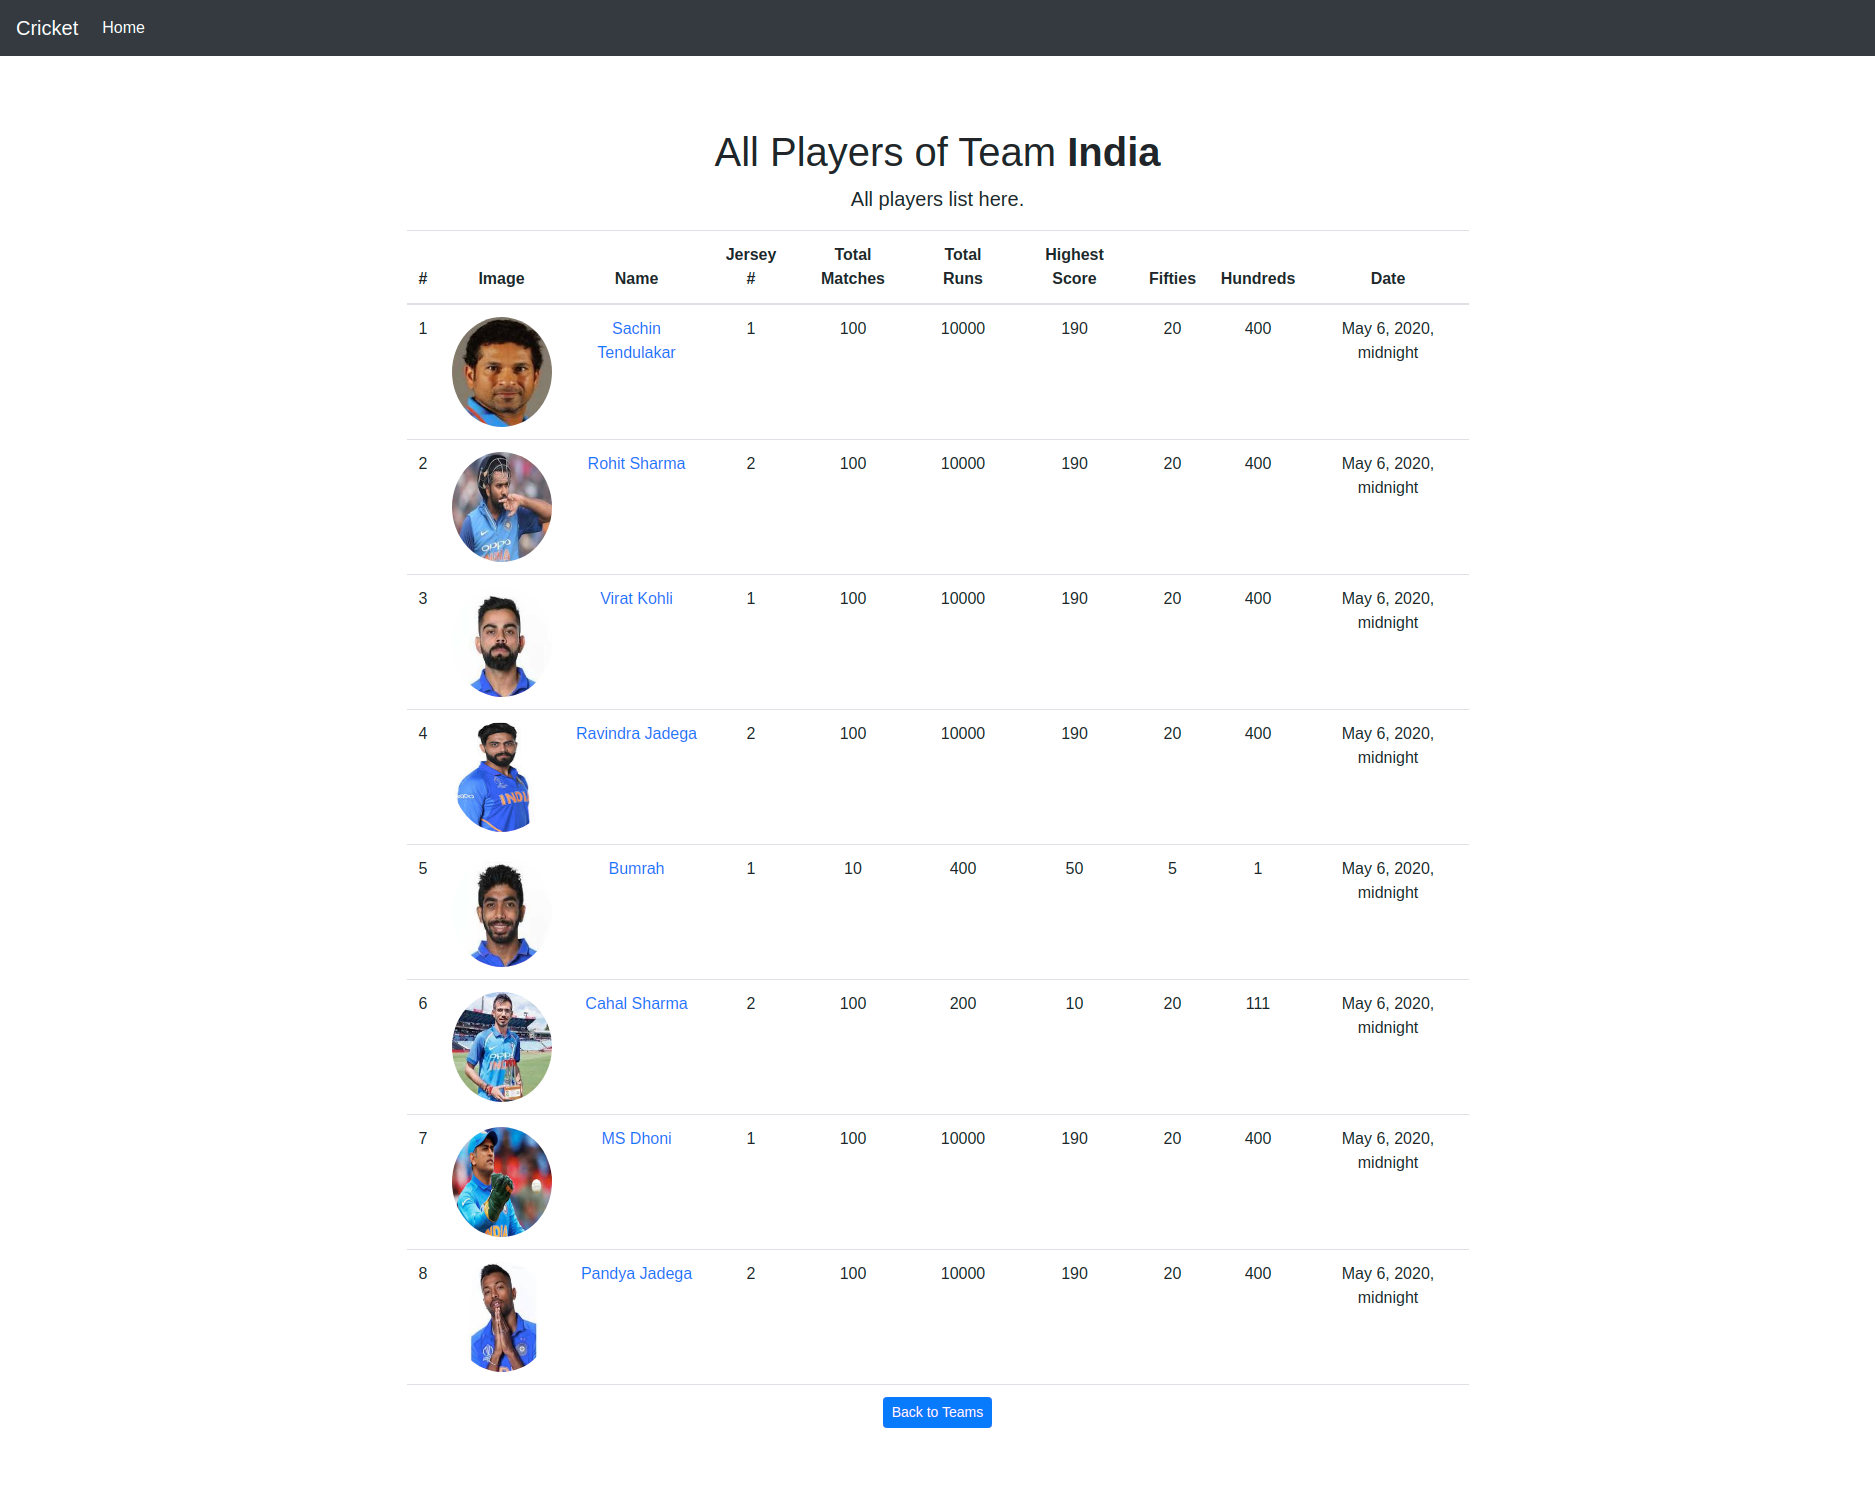 Cricket Home
All Players of Team India
All players list here.
# Image Name Jersey # Total Matches Total Runs Highest Score Fifties Hundreds Date
1 Sachin Tendulakar 1 100 10000 190 20 400 May 6, 2020, midnight
2 Rohit Sharma 2 100 10000 190 20 400 May 6, 2020, midnight
OPPO
3 Virat Kohli 1 100 10000 190 20 400 May 6, 2020, midnight
4 Ravindra Jadega 2 100 10000 190 20 400 May 6, 2020, midnight
INDI
5 Bumrah 1 10 400 50 5 1 May 6, 2020, midnight
6 Cahal Sharma 2 100 200 10 20 111 May 6, 2020, midnight
7 MS Dhoni 1 100 10000 190 20 400 May 6, 2020, midnight
8 Pandya Jadega 2 100 10000 190 20 400 May 6, 2020, midnight
Back to Teams